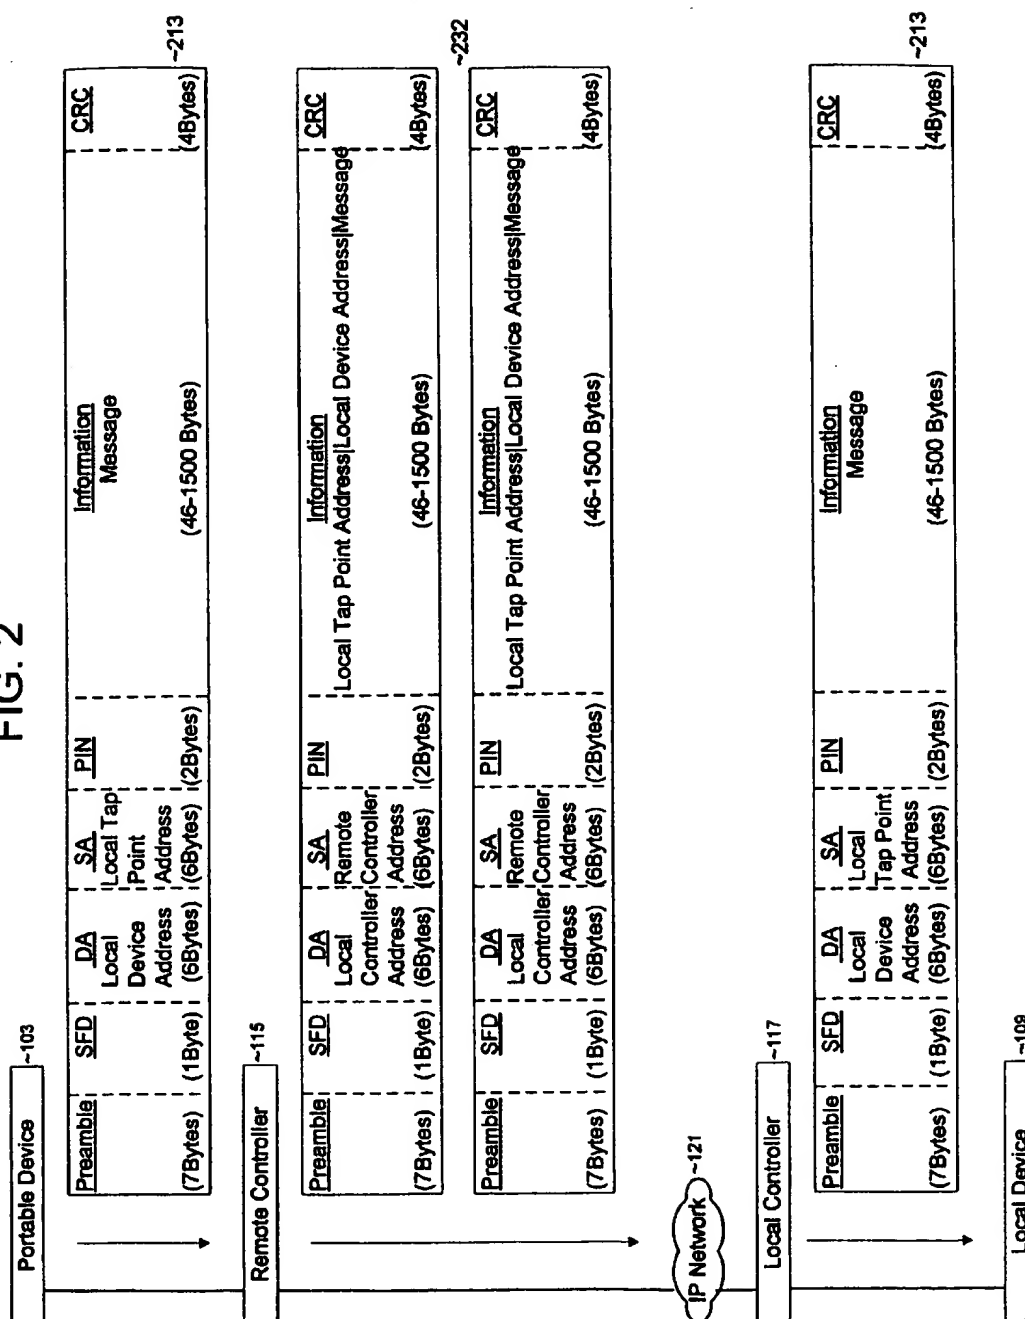 FIG. 2
Portable Device ~103
~213
Preamble
(7Bytes)
SFD
(1Byte)
DA
Local
Device
Address
(6Bytes)
SA
Local Tap
Point
Address
(6Bytes)
PIN
(2Bytes)
Information
Message
(46-1500 Bytes)
CRC
(4Bytes)
Remote Controller ~115
Preamble
(7Bytes)
SFD
(1Byte)
DA
Local
Controller
Address
(6Bytes)
SA
Remote
Controller
Address
(6Bytes)
PIN
(2Bytes)
Information
Local Tap Point Address|Local Device Address|Message
(46-1500 Bytes)
CRC
(4Bytes)
~232
Preamble
(7Bytes)
SFD
(1Byte)
DA
Local
Controller
Address
(6Bytes)
SA
Remote
Controller
Address
(6Bytes)
PIN
(2Bytes)
Information
Local Tap Point Address|Local Device Address|Message
(46-1500 Bytes)
CRC
(4Bytes)
IP Network ~121
Local Controller ~117
~213
Preamble
(7Bytes)
SFD
(1Byte)
DA
Local
Device
Address
(6Bytes)
SA
Local
Tap Point
Address
(6Bytes)
PIN
(2Bytes)
Information
Message
(46-1500 Bytes)
CRC
(4Bytes)
Local Device ~109